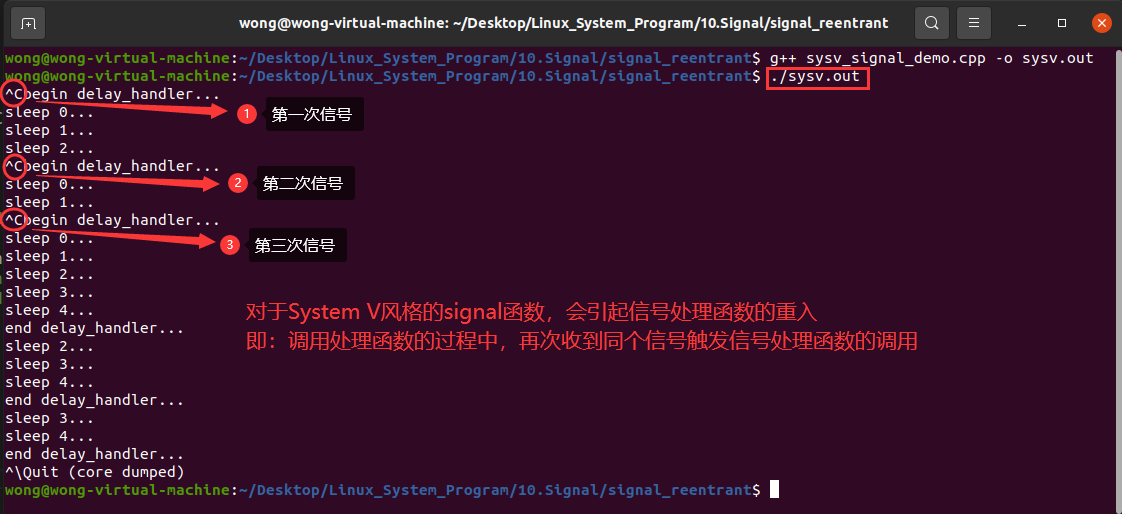 wong@wong-virtual-machine: ~/Desktop/Linux_System_Program/10.Signal/signal_reentrant
wong@wong-virtual-machine:~/Desktop/Linux_System_Program/10.Signal/signal_reentrant$ g++ sysv_signal_demo.cpp -o sysv.out
wong@wong-virtual-machine:~/Desktop/Linux_System_Program/10.Signal/signal_reentrant$ ./sysv.out
^Cbegin delay_handler...
1 第一次信号
sleep 0...
sleep 1...
sleep 2...
^Cbegin delay_handler...
2 第二次信号
sleep 0...
sleep 1...
^Cbegin delay_handler...
3 第三次信号
sleep 0...
sleep 1...
sleep 2...
sleep 3...
sleep 4...
对于System V风格的signal函数，会引起信号处理函数的重入
即：调用处理函数的过程中，再次收到同个信号触发信号处理函数的调用
end delay_handler...
sleep 2...
sleep 3...
sleep 4...
end delay_handler...
sleep 3...
sleep 4...
end delay_handler...
^\Quit (core dumped)
wong@wong-virtual-machine:~/Desktop/Linux_System_Program/10.Signal/signal_reentrant$